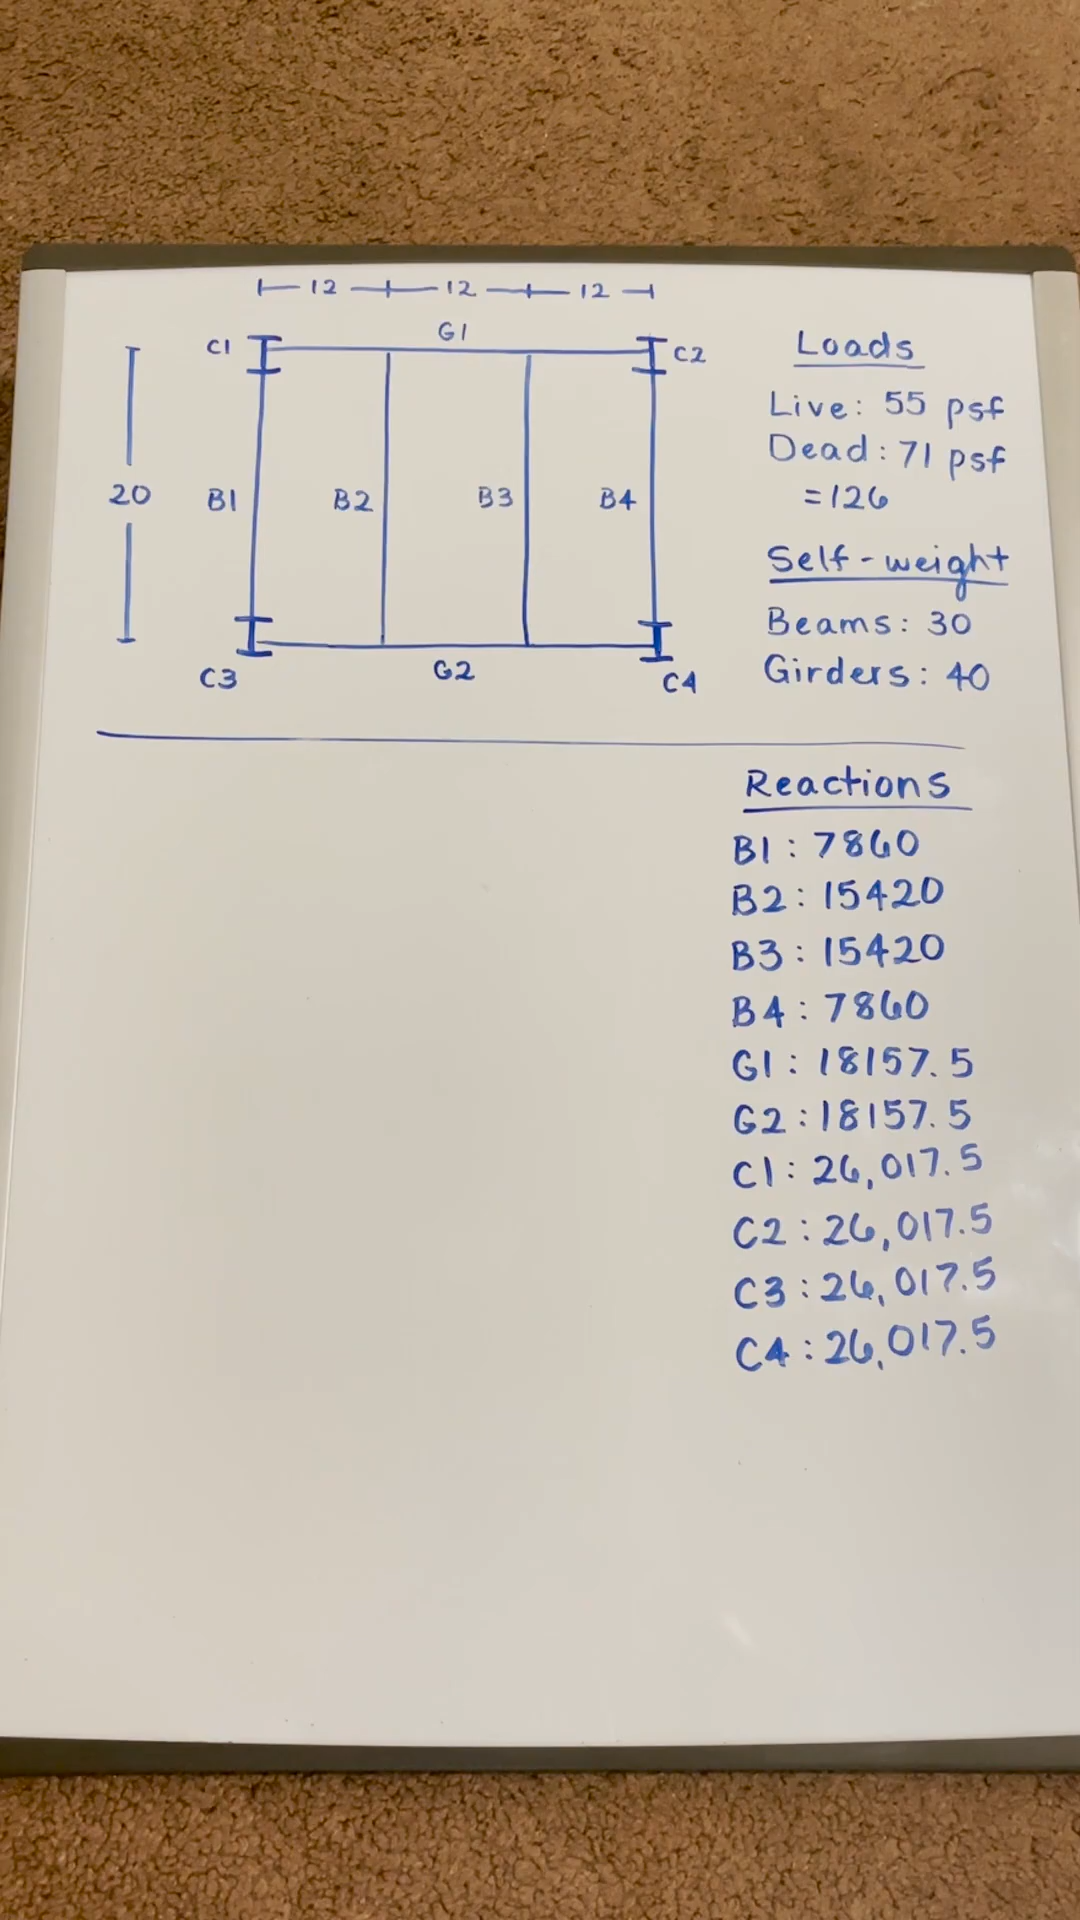 12 12 12
G1
C1 C2
20 B1 B2 B3 B4
C3 G2 C4
Loads
Live: 55 psf
Dead: 71 psf
=126
Self-weight
Beams: 30
Girders: 40
Reactions
B1: 7860
B2: 15420
B3: 15420
B4: 7860
G1: 18157.5
G2: 18157.5
C1: 26,017.5
C2: 26,017.5
C3: 26,017.5
C4: 26,017.5